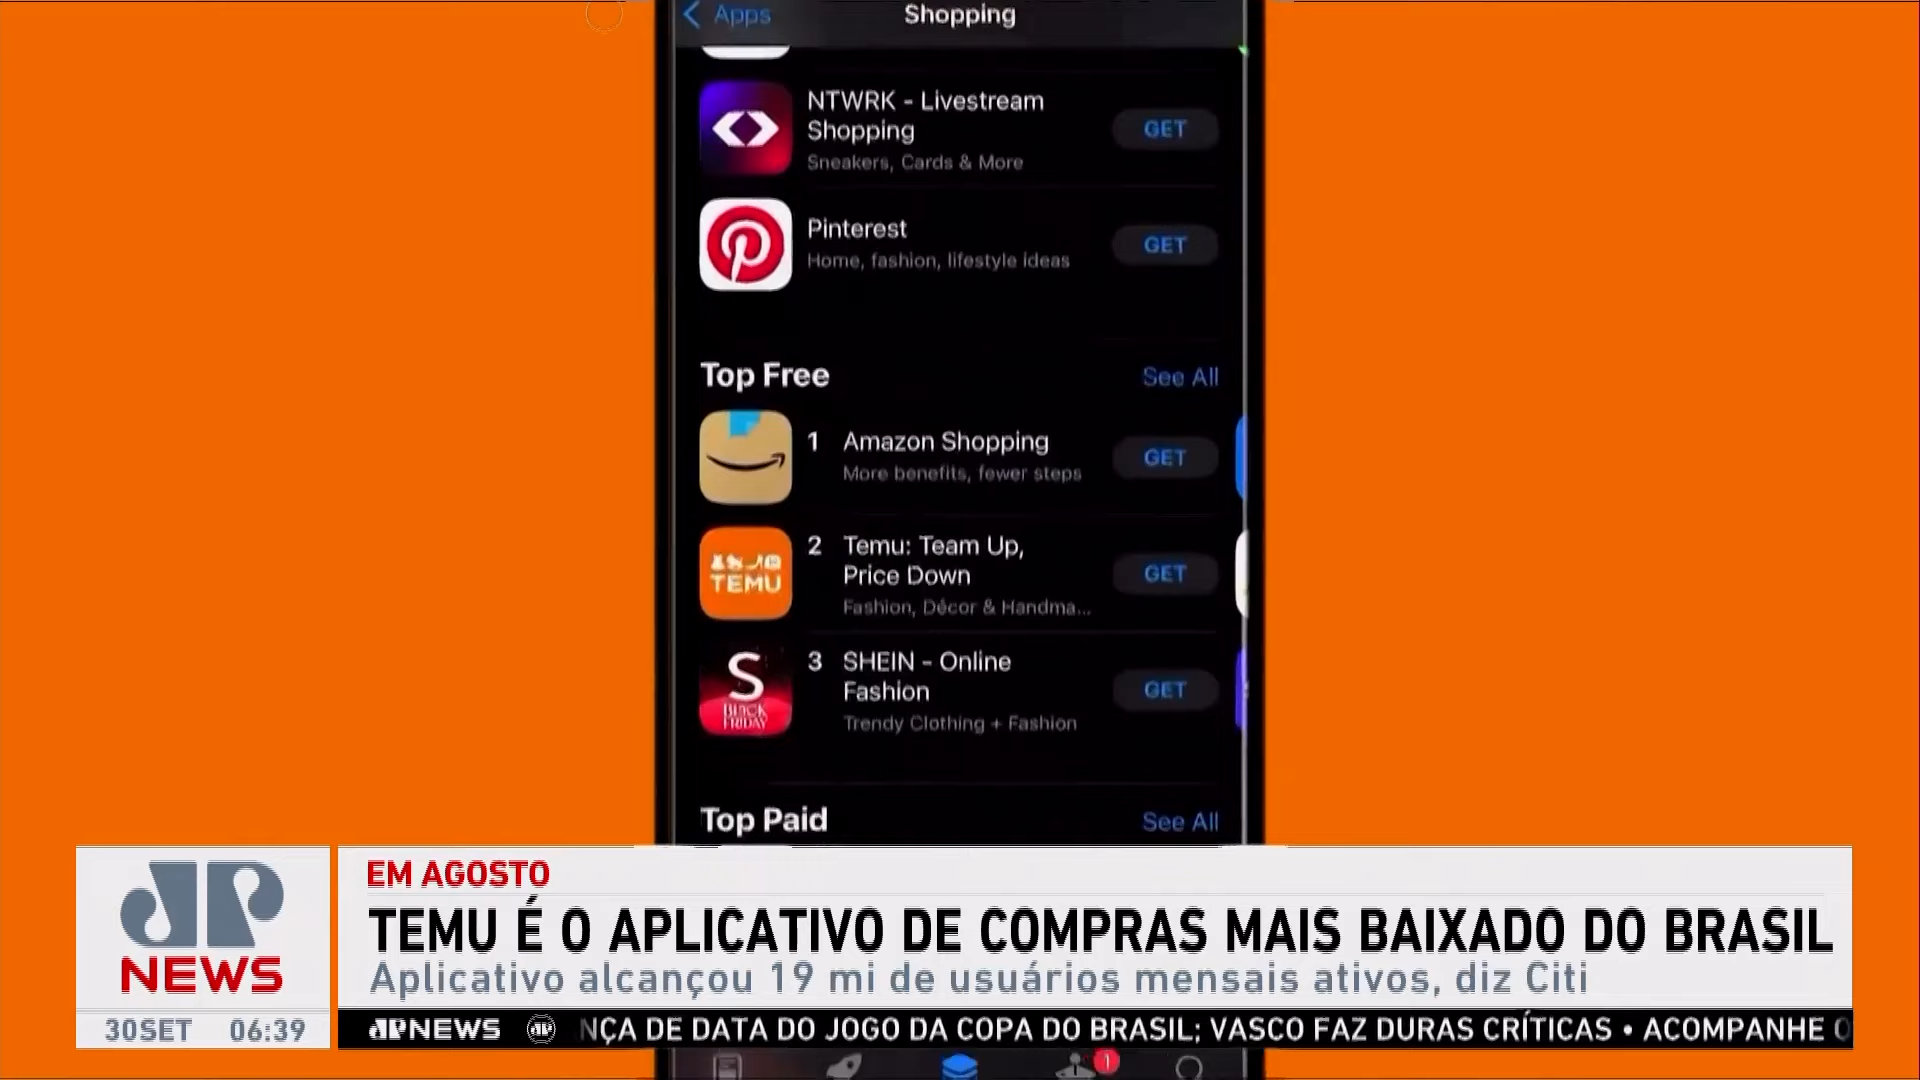 Apps
Shopping
NTWRK - Livestream
Shopping
Sneakers, Cards & More
GET
Pinterest
Home, fashion, lifestyle ideas
GET
Top Free
See All
1 Amazon Shopping
More benefits, fewer steps
GET
TEMU
2 Temu: Team Up,
Price Down
Fashion, Décor & Handma...
GET
S
BLACK
FRIDAY
3 SHEIN - Online
Fashion
Trendy Clothing + Fashion
GET
Top Paid
See All
JP
NEWS
EM AGOSTO
TEMU É O APLICATIVO DE COMPRAS MAIS BAIXADO DO BRASIL
Aplicativo alcançou 19 mi de usuários mensais ativos, diz Citi
30SET 06:39
JPNEWS JP NÇA DE DATA DO JOGO DA COPA DO BRASIL; VASCO FAZ DURAS CRÍTICAS • ACOMPANHE O
1